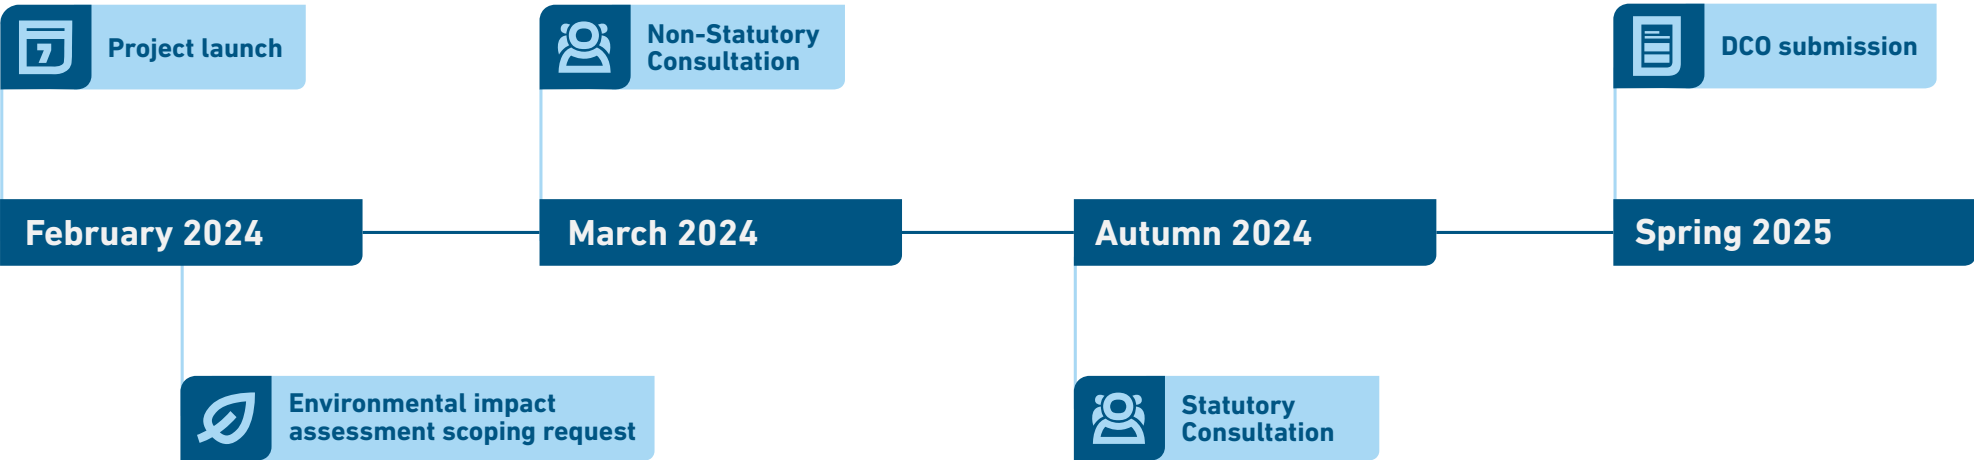 Project launch
Non-Statutory
Consultation
DCO submission
7
February 2024
March 2024
Autumn 2024
Spring 2025
Environmental impact
assessment scoping request
Statutory
Consultation